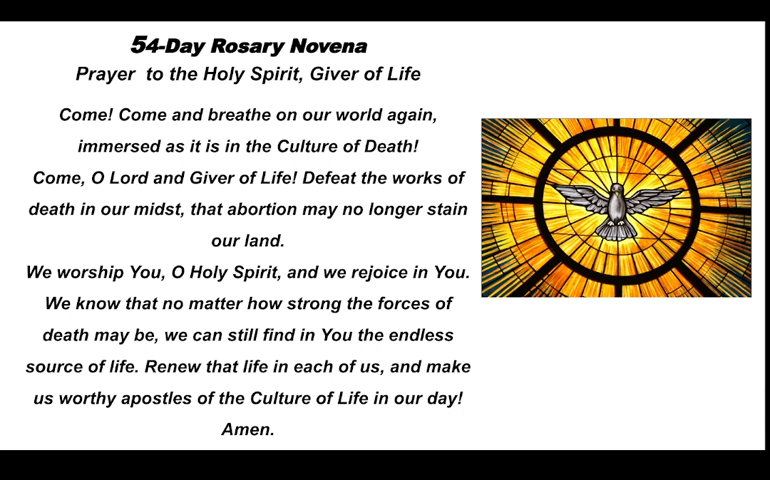 54-Day Rosary Novena
Prayer to the Holy Spirit, Giver of Life
Come! Come and breathe on our world again,
immersed as it is in the Culture of Death!
Come, O Lord and Giver of Life! Defeat the works of
death in our midst, that abortion may no longer stain
our land.
We worship You, O Holy Spirit, and we rejoice in You.
We know that no matter how strong the forces of
death may be, we can still find in You the endless
source of life. Renew that life in each of us, and make
us worthy apostles of the Culture of Life in our day!
Amen.